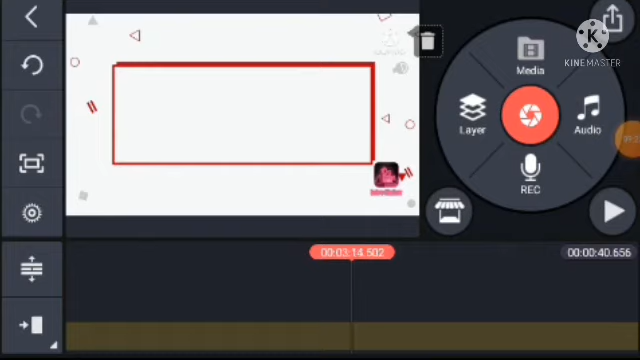 Media
KINEMASTER
Layer
Audio
REC
00:03:14.502
00:00:40.656